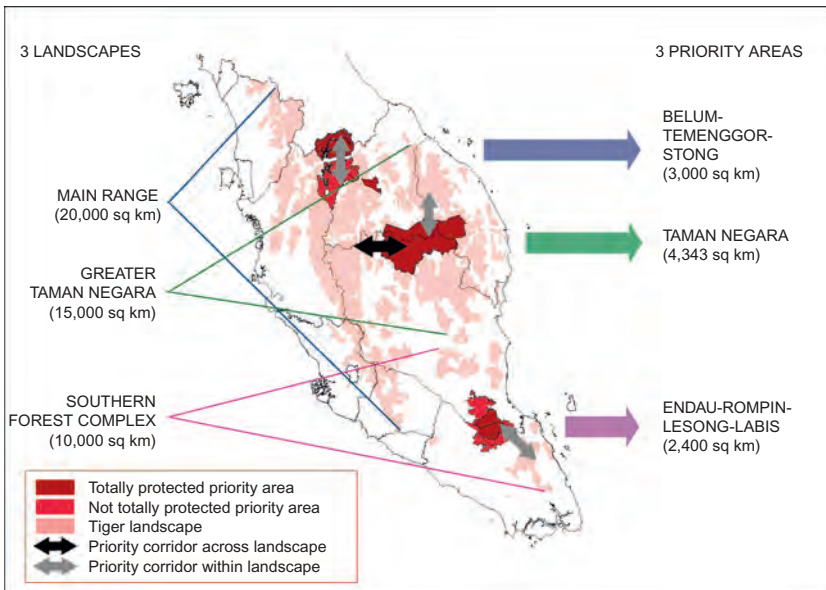 3 LANDSCAPES
3 PRIORITY AREAS
MAIN RANGE
(20,000 sq km)
GREATER
TAMAN NEGARA
(15,000 sq km)
SOUTHERN
FOREST COMPLEX
(10,000 sq km)
BELUM-
TEMENGGOR-
STONG
(3,000 sq km)
TAMAN NEGARA
(4,343 sq km)
ENDAU-ROMPIN-
LESONG-LABIS
(2,400 sq km)
Totally protected priority area
Not totally protected priority area
Tiger landscape
Priority corridor across landscape
Priority corridor within landscape